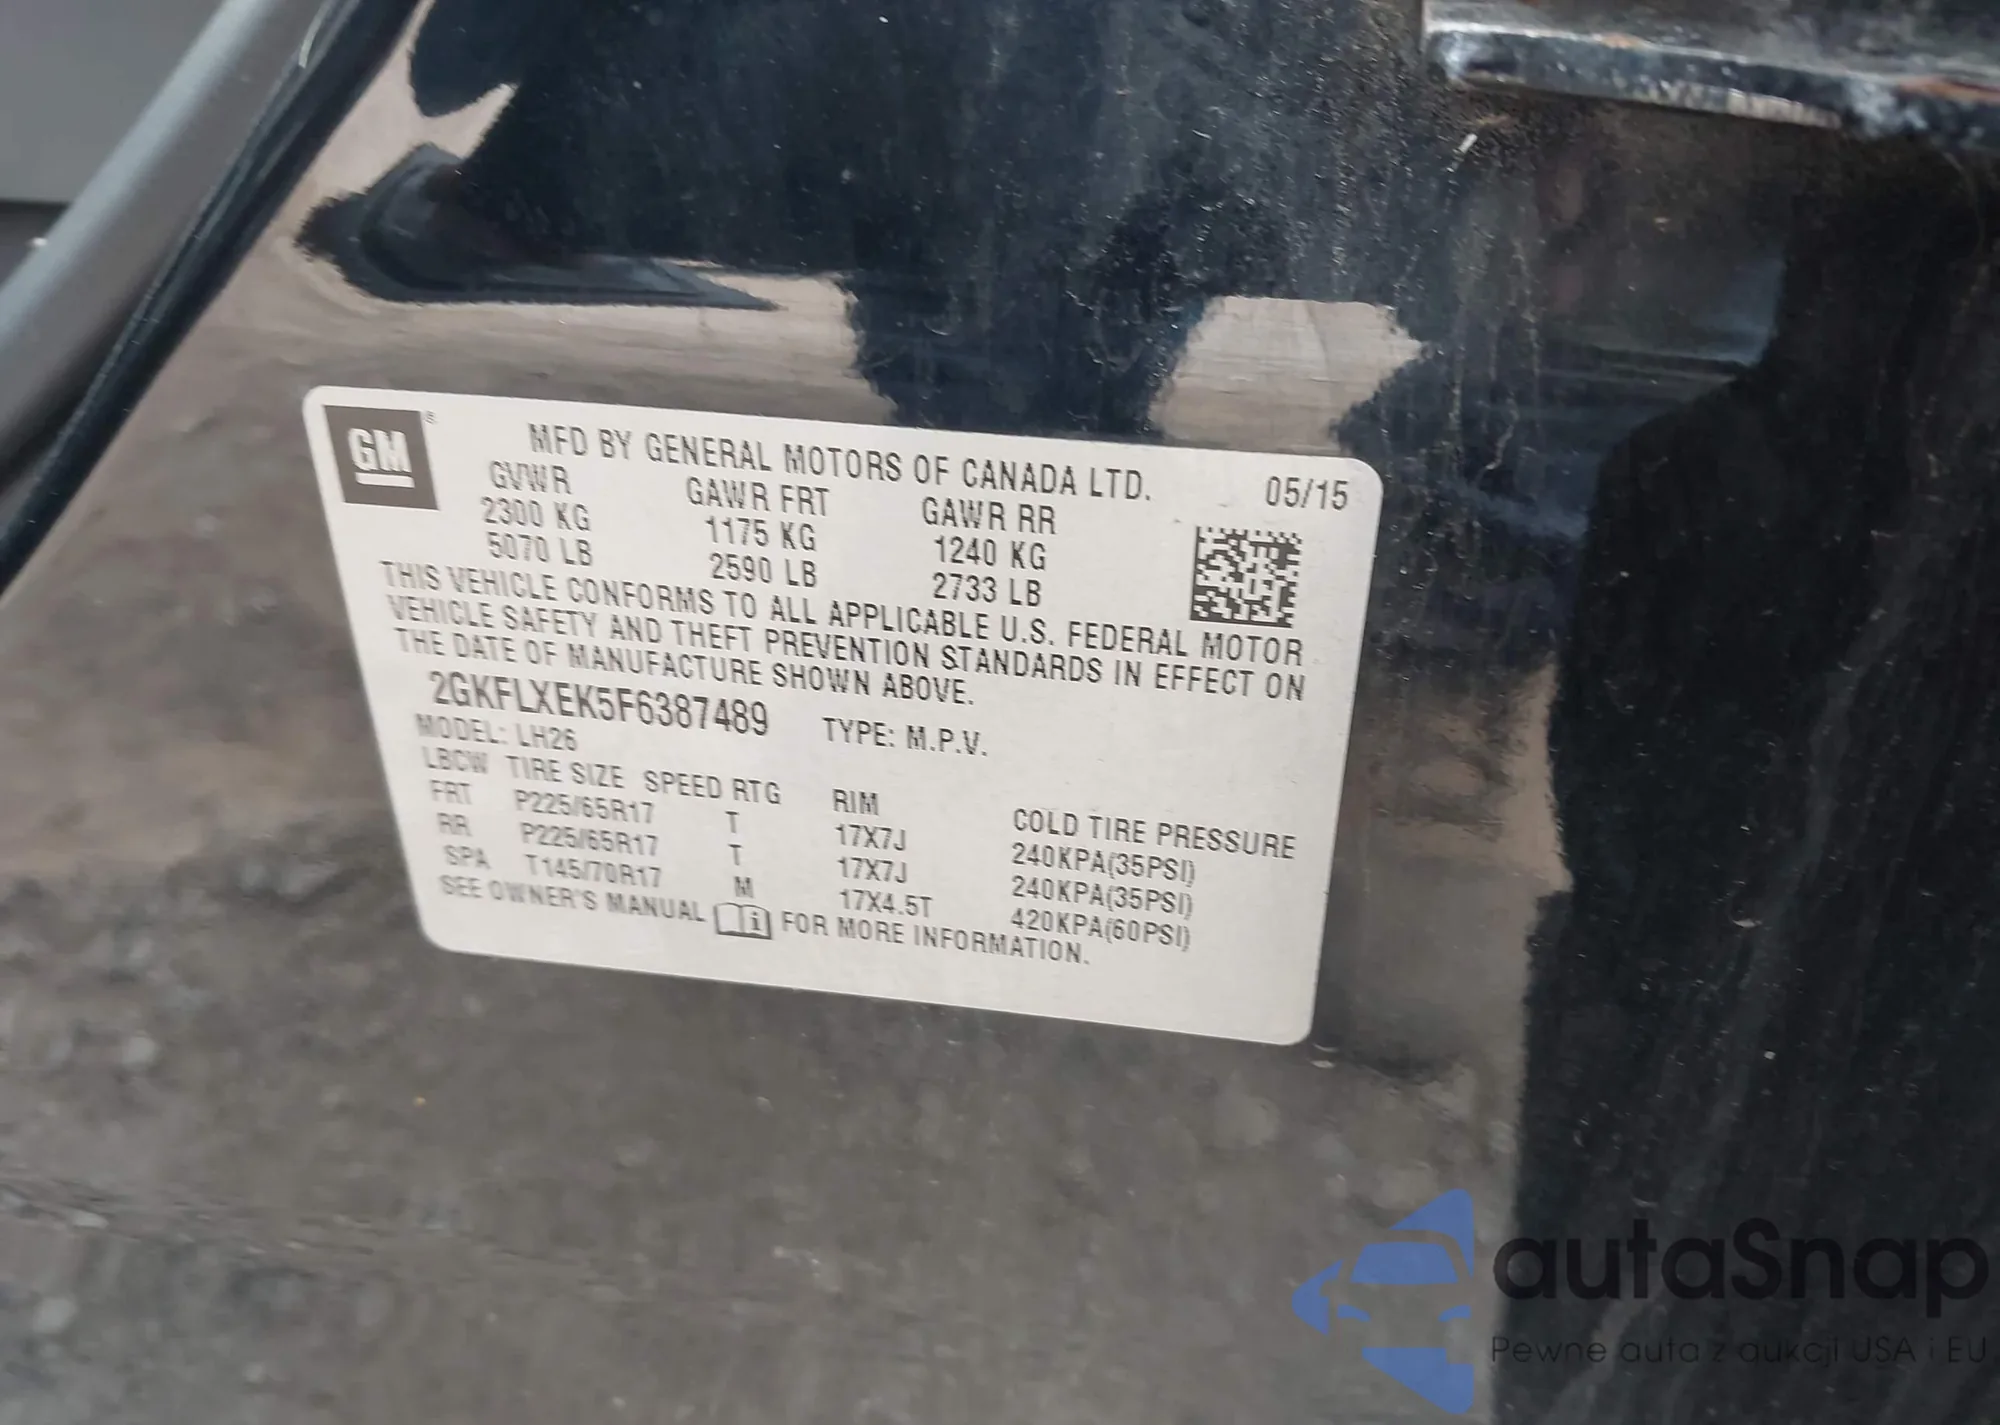 GM®
MFD BY GENERAL MOTORS OF CANADA LTD. 05/15
GVWR GAWR FRT GAWR RR
2300 KG 1175 KG 1240 KG
5070 LB 2590 LB 2733 LB
THIS VEHICLE CONFORMS TO ALL APPLICABLE U.S. FEDERAL MOTOR
VEHICLE SAFETY AND THEFT PREVENTION STANDARDS IN EFFECT ON
THE DATE OF MANUFACTURE SHOWN ABOVE.
2GKFLXEK5F6387489 TYPE: M.P.V.
MODEL: LH26
LBCW TIRE SIZE SPEED RTG RIM COLD TIRE PRESSURE
FRT P225/65R17 T 17X7J 240KPA(35PSI)
RR P225/65R17 T 17X7J 240KPA(35PSI)
SPA T145/70R17 M 17X4.5T 420KPA(60PSI)
SEE OWNER'S MANUAL i FOR MORE INFORMATION.
autaSnap
Pewne auta z aukcji USA i EU